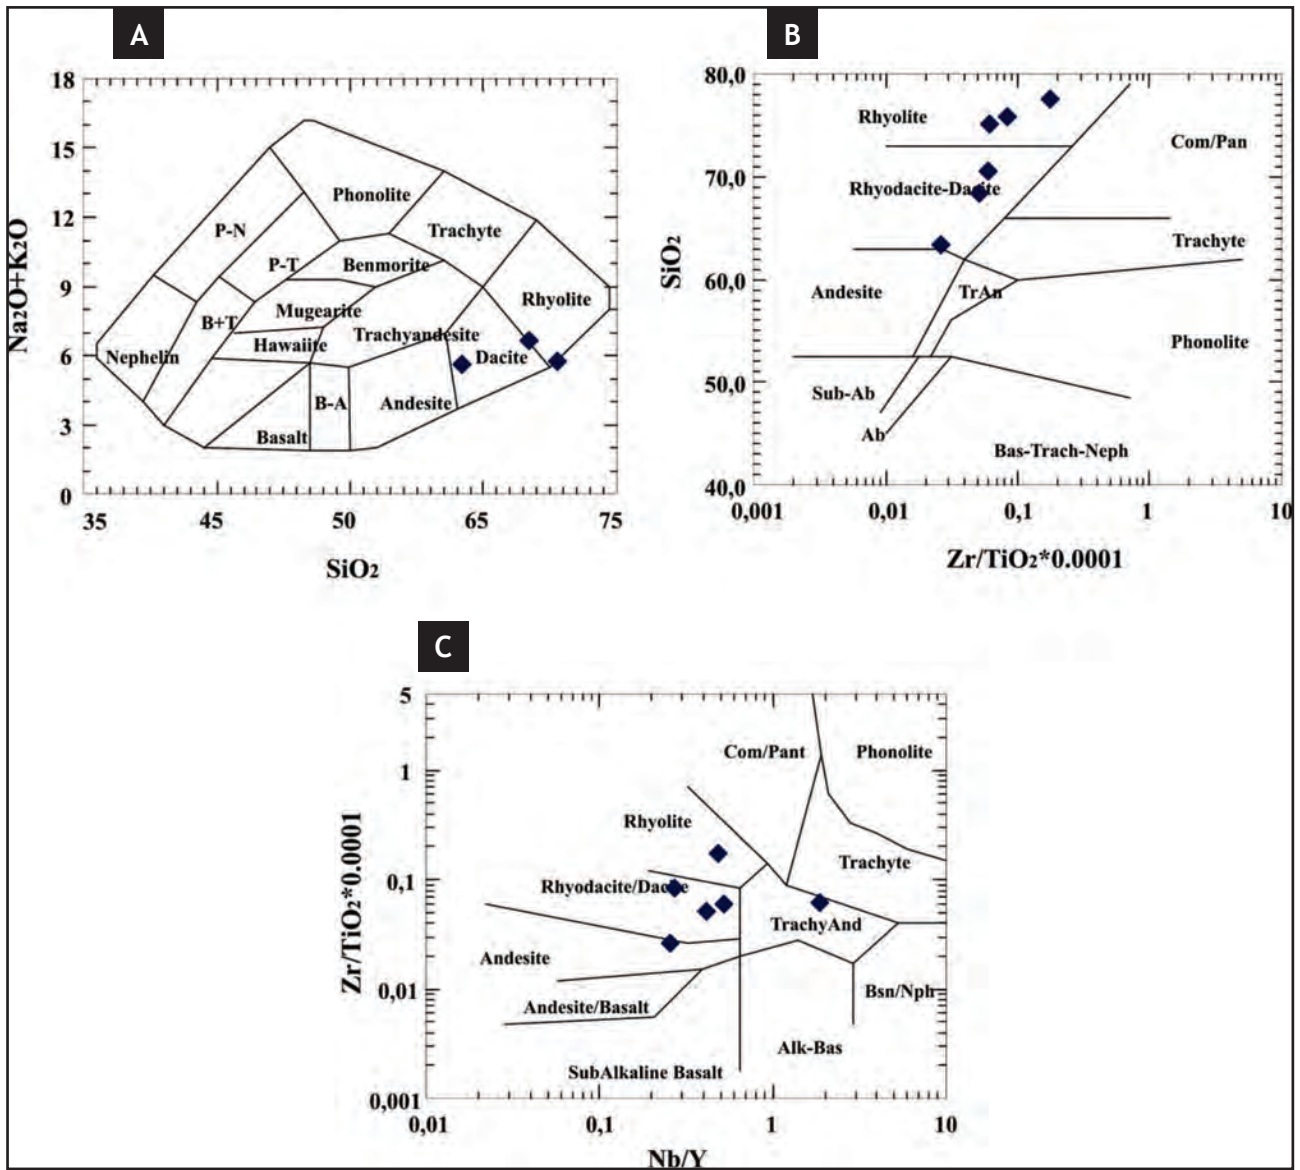 A
B
18
15
12
9
6
3
0
Na2O+K2O
Phonolite
P-N
Trachyte
P-T
Benmorite
Rhyolite
Mugearite
B+T
Trachyandesite
Hawaiite
Nephelin
Dacite
B-A
Andesite
Basalt
35 45 50 65 75
SiO2
80,0
70,0
60,0
50,0
40,0
SiO2
Rhyolite
Com/Pan
Rhyodacite-Dacite
Trachyte
Andesite
TrAn
Phonolite
Sub-Ab
Ab
Bas-Trach-Neph
0,001 0,01 0,1 1 10
Zr/TiO2*0.0001
C
5
1
0,1
0,01
0,001
Zr/TiO2*0.0001
Com/Pant
Phonolite
Rhyolite
Trachyte
Rhyodacite/Dacite
TrachyAnd
Andesite
Bsn/Nph
Andesite/Basalt
Alk-Bas
SubAlkaline Basalt
0,01 0,1 1 10
Nb/Y